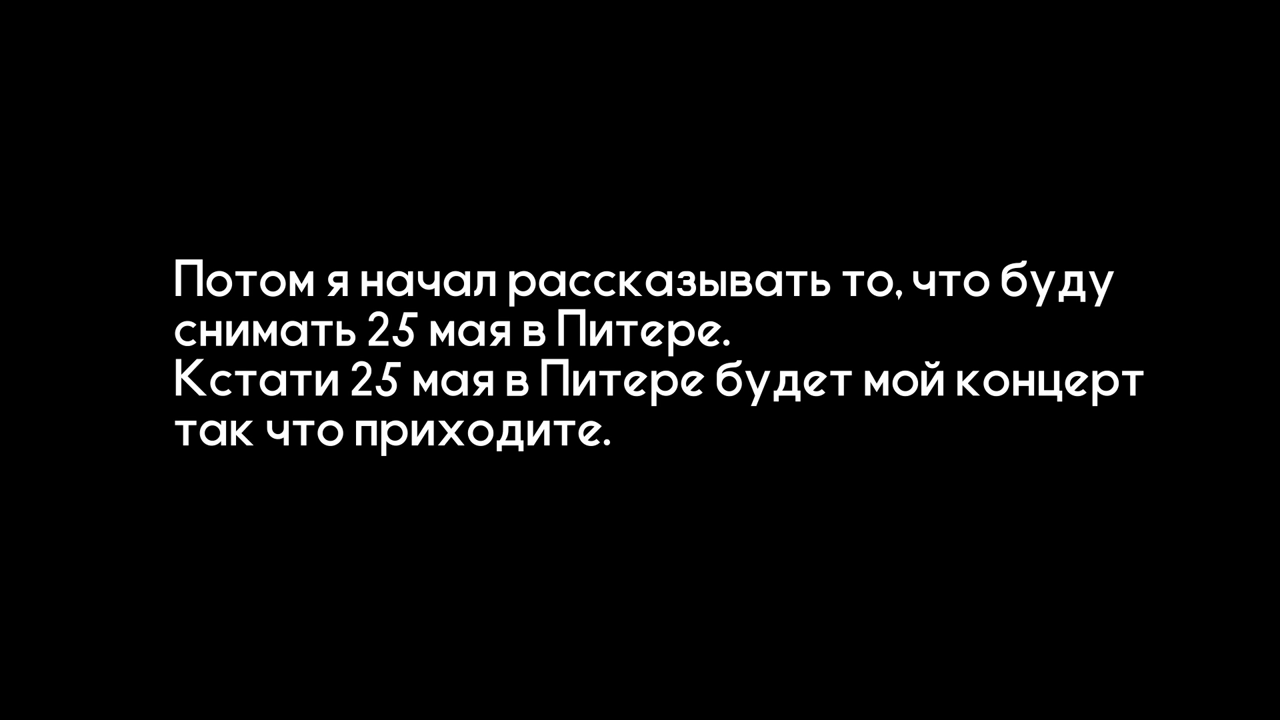 Потом я начал рассказывать то, что буду
снимать 25 мая в Питере.
Кстати 25 мая в Питере будет мой концерт
так что приходите.